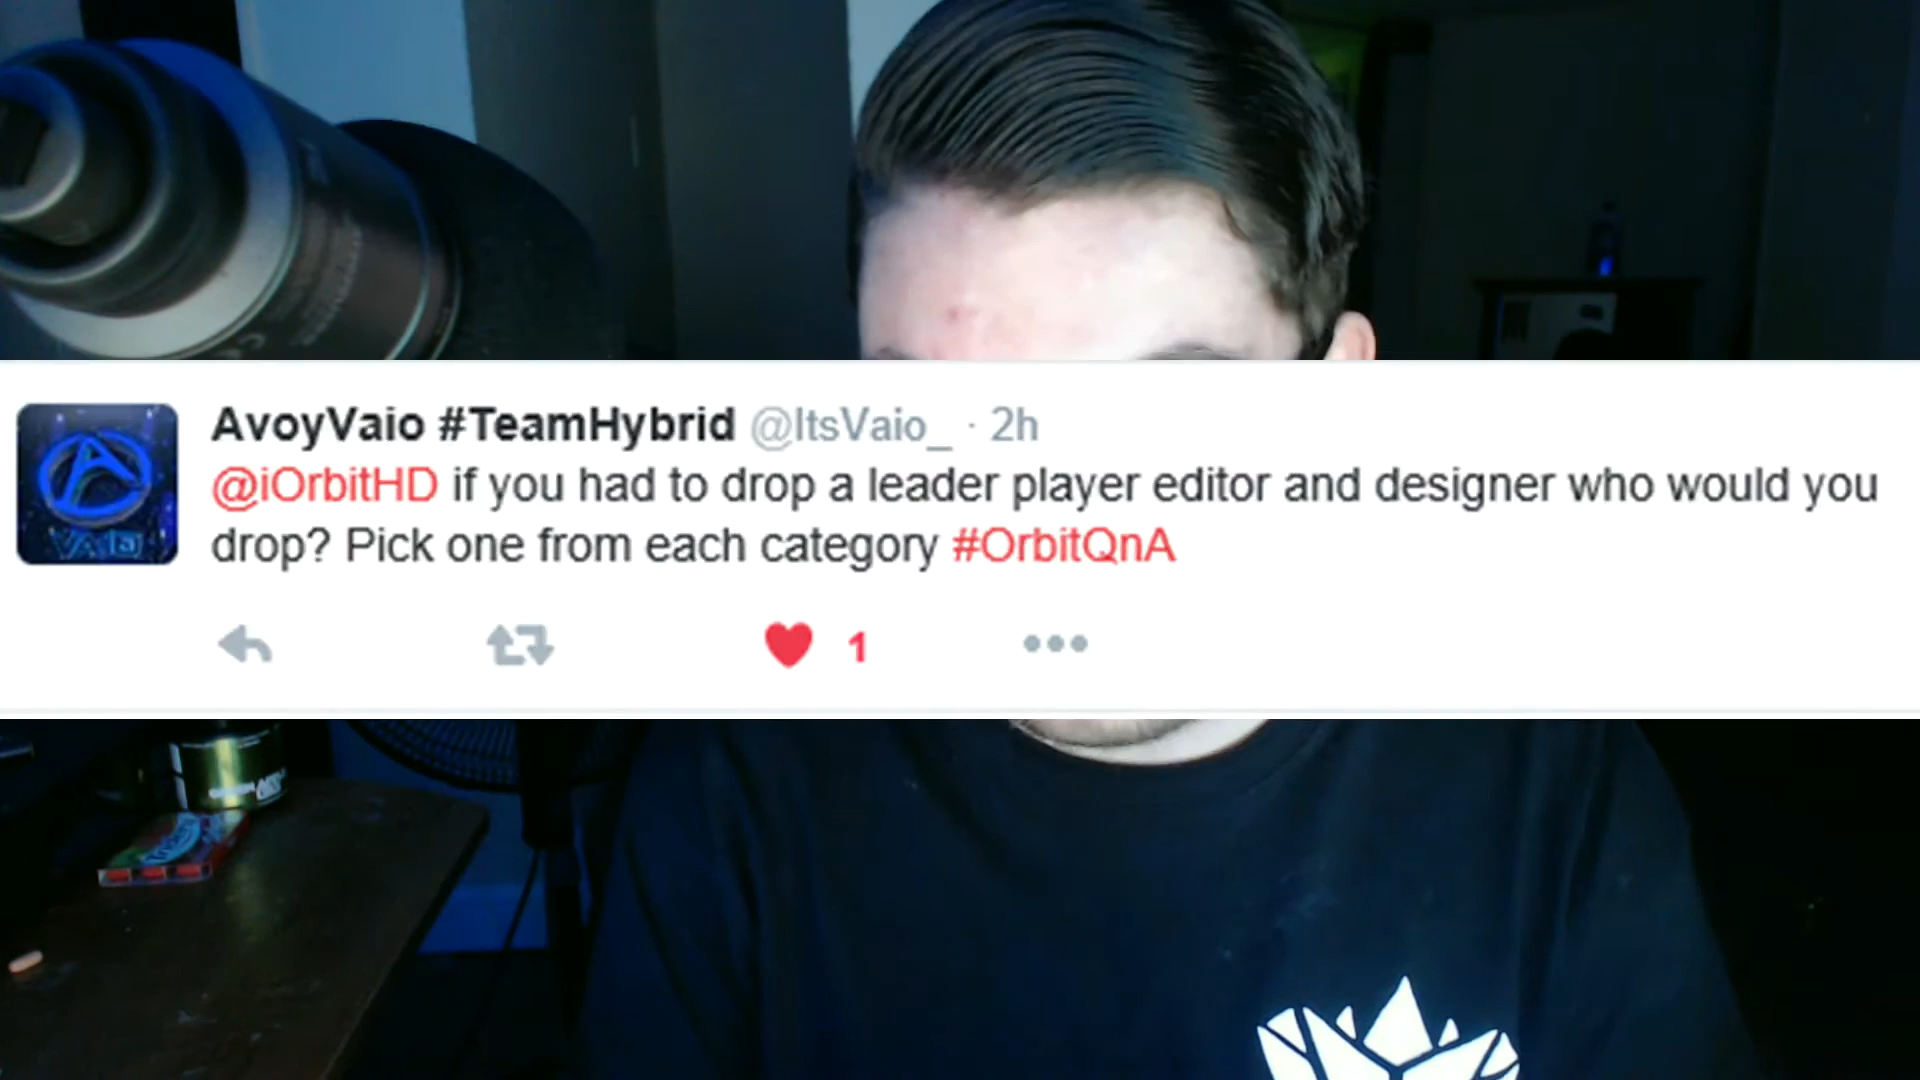 AvoyVaio #TeamHybrid @ItsVaio_ · 2h
@iOrbitHD if you had to drop a leader player editor and designer who would you
drop? Pick one from each category #OrbitQnA
1